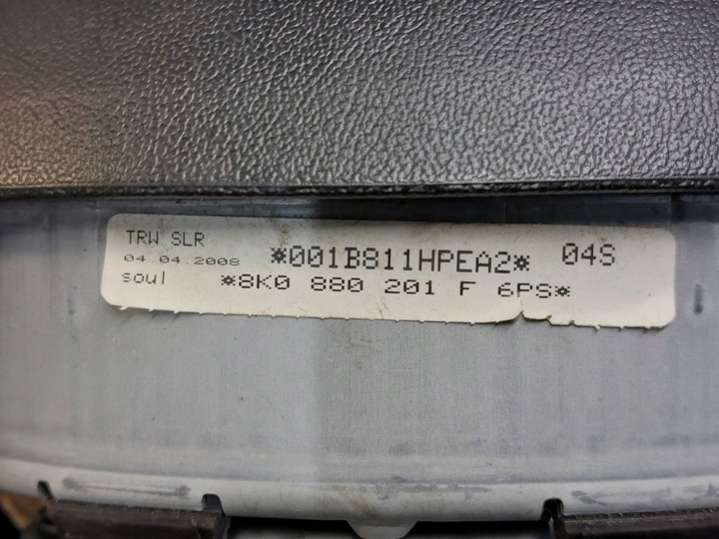 TRW SLR
04.04.2008 *001B811HPEA2* 04S
soul *8K0 880 201 F 6PS*